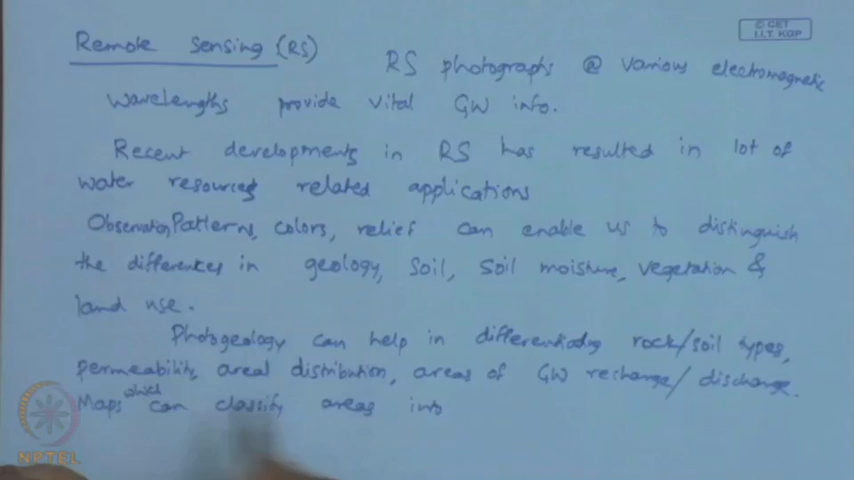 © CET
I.I.T. KGP
Remote Sensing (RS)
RS photographs @ various electromagnetic
wavelengths provide vital GW info.
Recent developments in RS has resulted in lot of
water resources related applications
Observation Patterns, colors, relief can enable us to distinguish
the differences in geology, soil, soil moisture, vegetation &
land use.
Photogeology can help in differentiating rock/soil types,
permeability, areal distribution, areas of GW recharge/discharge.
which
Maps can classify areas into
NPTEL